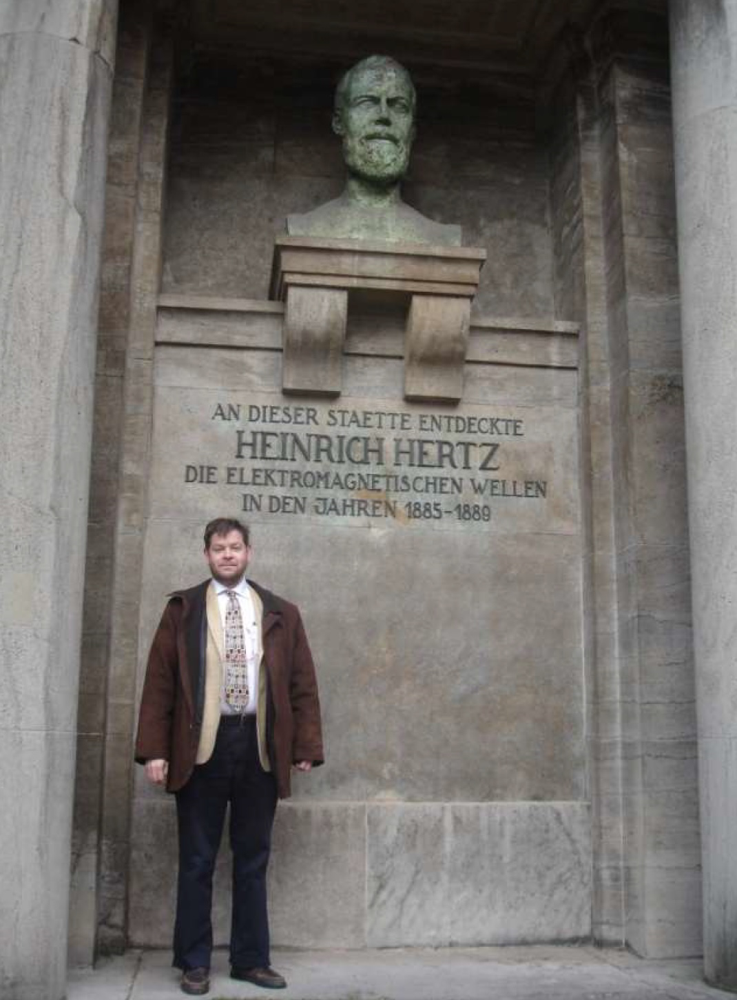 AN DIESER STAETTE ENTDECKTE
HEINRICH HERTZ
DIE ELEKTROMAGNETISCHEN WELLEN
IN DEN JAHREN 1885-1889